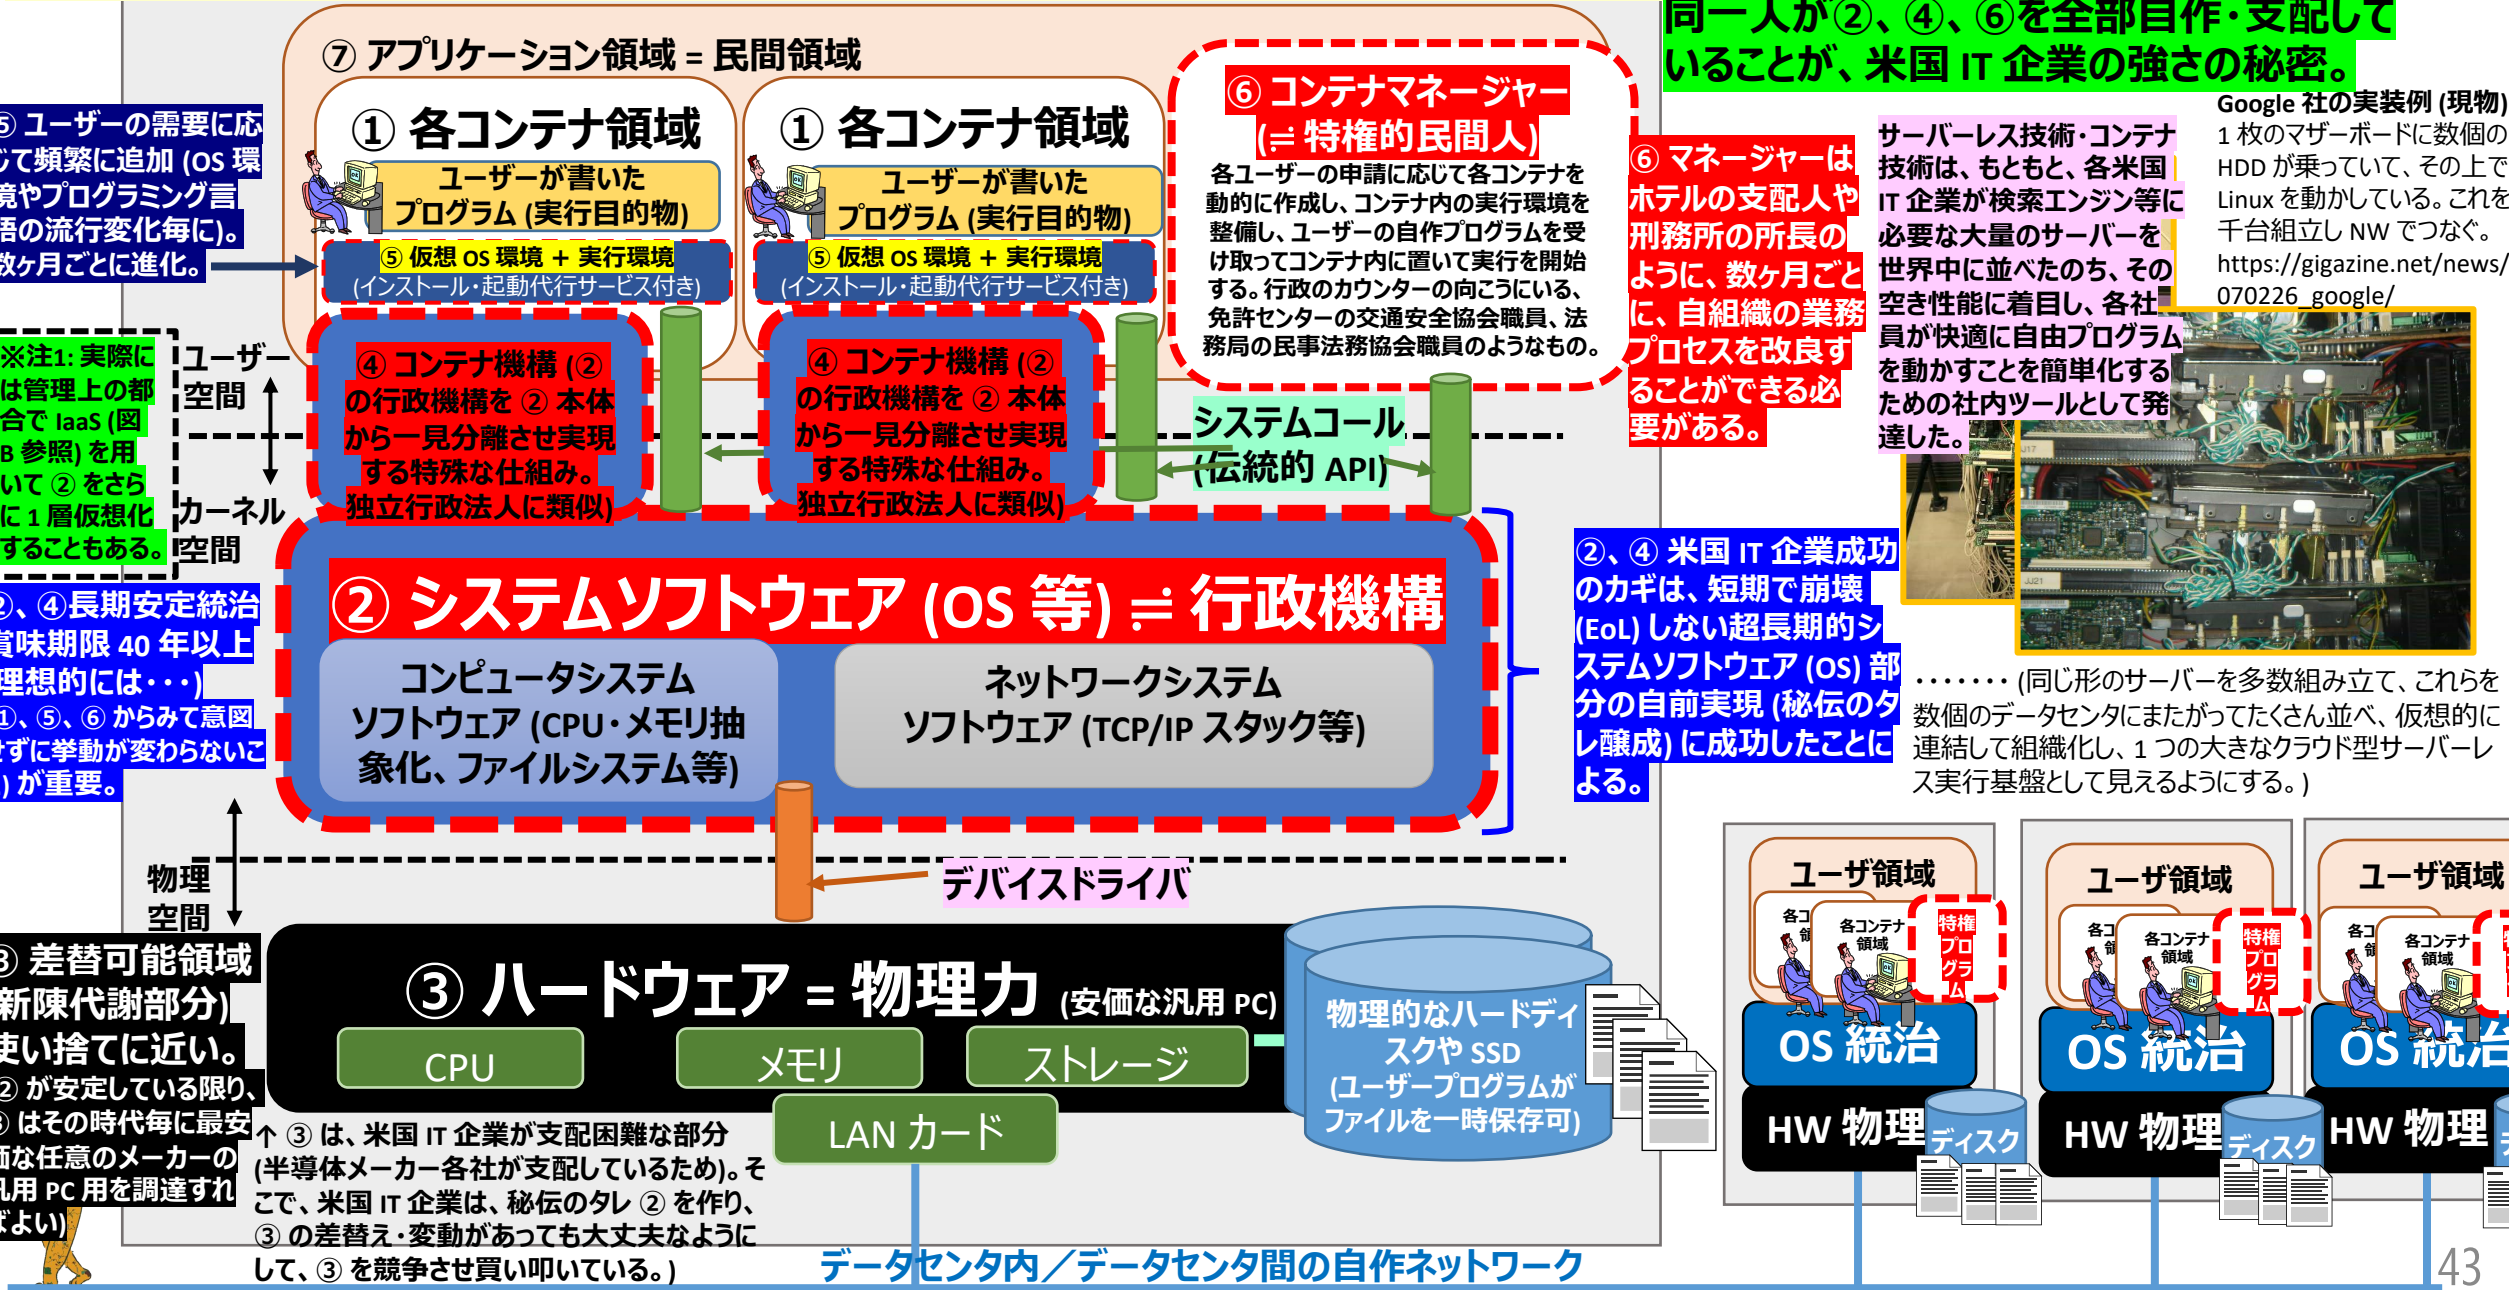 同一人が②、④、⑥を全部自作・支配して
いることが、米国 IT 企業の強さの秘密。
⑦ アプリケーション領域 = 民間領域
① 各コンテナ領域
ユーザーが書いた
プログラム (実行目的物)
⑤ 仮想 OS 環境 + 実行環境
(インストール・起動代行サービス付き)
① 各コンテナ領域
ユーザーが書いた
プログラム (実行目的物)
⑤ 仮想 OS 環境 + 実行環境
(インストール・起動代行サービス付き)
⑥ コンテナマネージャー
(≒ 特権的民間人)
各ユーザーの申請に応じて各コンテナを
動的に作成し、コンテナ内の実行環境を
整備し、ユーザーの自作プログラムを受
け取ってコンテナ内に置いて実行を開始
する。行政のカウンターの向こうにいる、
免許センターの交通安全協会職員、法
務局の民事法務協会職員のようなもの。
⑤ ユーザーの需要に応
じて頻繁に追加 (OS 環
境やプログラミング言
語の流行変化毎に)。
数ヶ月ごとに進化。
※注1: 実際に
は管理上の都
合で IaaS (図
B 参照) を用
いて ② をさら
に 1 層仮想化
することもある。
ユーザー
空間
カーネル
空間
④ コンテナ機構 (②
の行政機構を ② 本体
から一見分離させ実現
する特殊な仕組み。
独立行政法人に類似)
④ コンテナ機構 (②
の行政機構を ② 本体
から一見分離させ実現
する特殊な仕組み。
独立行政法人に類似)
システムコール
(伝統的 API)
⑥ マネージャーは
ホテルの支配人や
刑務所の所長の
ように、数ヶ月ごと
に、自組織の業務
プロセスを改良す
ることができる必
要がある。
サーバーレス技術・コンテナ
技術は、もともと、各米国
IT 企業が検索エンジン等に
必要な大量のサーバーを
世界中に並べたのち、その
空き性能に着目し、各社
員が快適に自由プログラム
を動かすことを簡単化する
ための社内ツールとして発
達した。
Google 社の実装例 (現物)
1 枚のマザーボードに数個の
HDD が乗っていて、その上で
Linux を動かしている。これを
千台組立し NW でつなぐ。
https://gigazine.net/news/
070226_google/
J17
JJ21
②、④長期安定統治
賞味期限 40 年以上
理想的には・・・)
①、⑤、⑥ からみて意図
せずに挙動が変わらないこ
) が重要。
② システムソフトウェア (OS 等) ≒ 行政機構
コンピュータシステム
ソフトウェア (CPU・メモリ抽
象化、ファイルシステム等)
ネットワークシステム
ソフトウェア (TCP/IP スタック等)
②、④ 米国 IT 企業成功
のカギは、短期で崩壊
(EoL) しない超長期的シ
ステムソフトウェア (OS) 部
分の自前実現 (秘伝のタ
レ醸成) に成功したことに
よる。
・・・・・・・ (同じ形のサーバーを多数組み立て、これらを
数個のデータセンタにまたがってたくさん並べ、仮想的に
連結して組織化し、1 つの大きなクラウド型サーバーレ
ス実行基盤として見えるようにする。)
物理
空間
デバイスドライバ
③ 差替可能領域
新陳代謝部分)
使い捨てに近い。
② が安定している限り、
③ はその時代毎に最安
価な任意のメーカーの
汎用 PC 用を調達すれ
ばよい)
③ ハードウェア = 物理力 (安価な汎用 PC)
CPU
メモリ
ストレージ
LAN カード
物理的なハードディ
スクや SSD
(ユーザープログラムが
ファイルを一時保存可)
↑ ③ は、米国 IT 企業が支配困難な部分
(半導体メーカー各社が支配しているため)。そ
こで、米国 IT 企業は、秘伝のタレ ② を作り、
③ の差替え・変動があっても大丈夫なように
して、③ を競争させ買い叩いている。)
データセンタ内／データセンタ間の自作ネットワーク
ユーザ領域
各コ
領
各コンテナ
領域
特権
プロ
グラ
ム
OS 統治
HW 物理
ディスク
ユーザ領域
各コ
領
各コンテナ
領域
特権
プロ
グラ
ム
OS 統治
HW 物理
ディスク
ユーザ領域
各コ
領
各コンテナ
領域
OS 統治
HW 物理
43